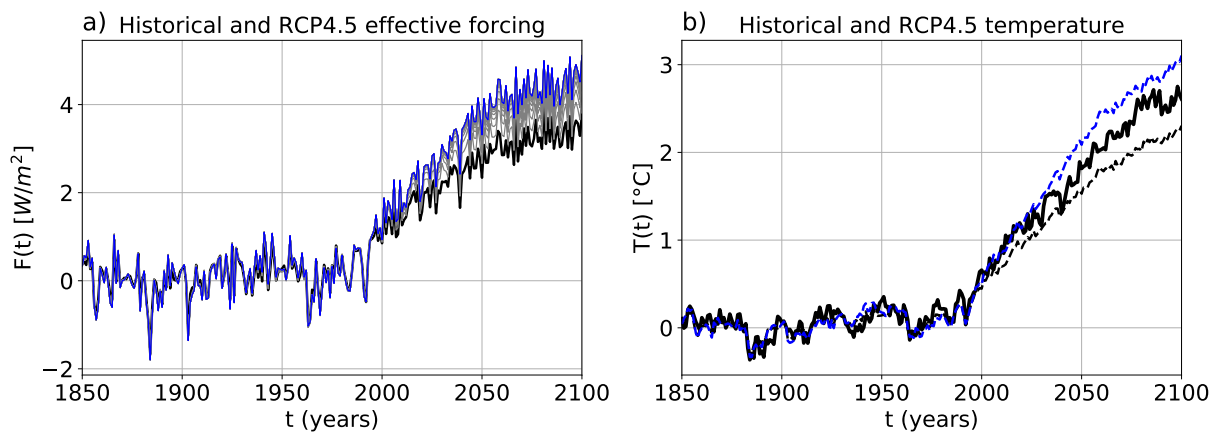 a) Historical and RCP4.5 effective forcing
F(t) [W/m²]
4
2
0
−2
1850 1900 1950 2000 2050 2100
t (years)
b) Historical and RCP4.5 temperature
T(t) [°C]
3
2
1
0
1850 1900 1950 2000 2050 2100
t (years)